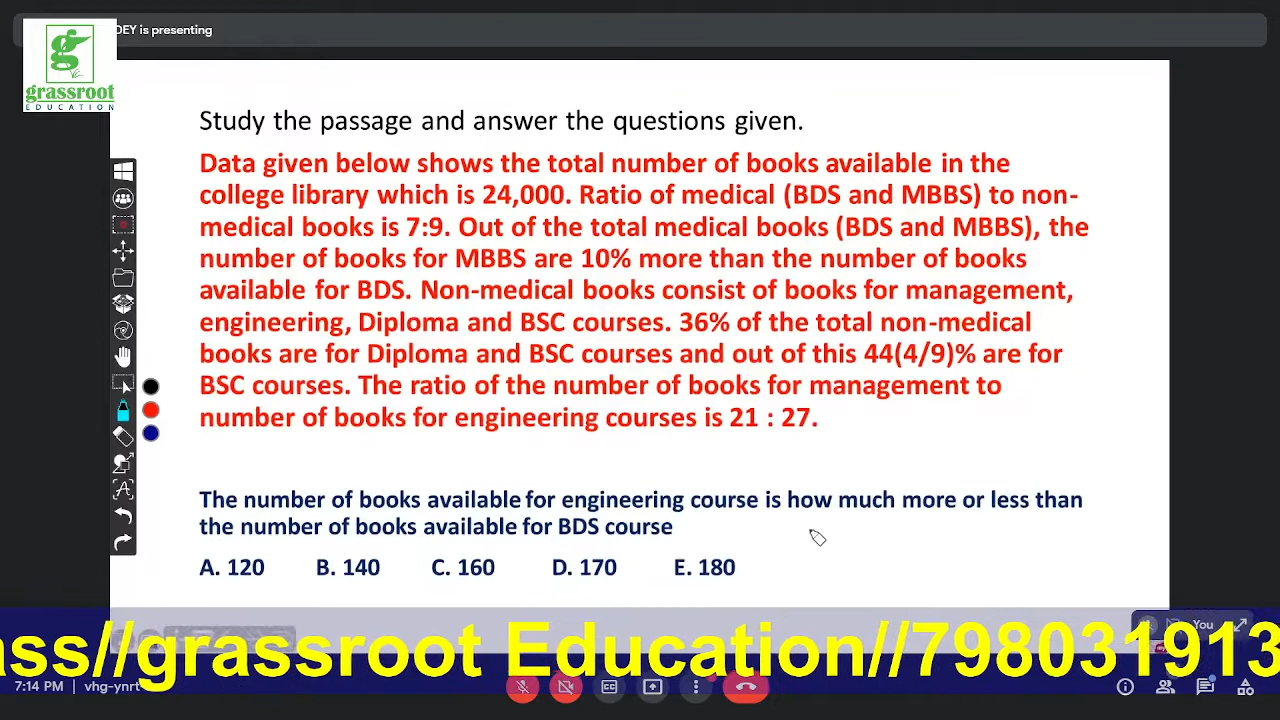 DEY is presenting
grassroot
EDUCATION
Study the passage and answer the questions given.
Data given below shows the total number of books available in the
college library which is 24,000. Ratio of medical (BDS and MBBS) to non-
medical books is 7:9. Out of the total medical books (BDS and MBBS), the
number of books for MBBS are 10% more than the number of books
available for BDS. Non-medical books consist of books for management,
engineering, Diploma and BSC courses. 36% of the total non-medical
books are for Diploma and BSC courses and out of this 44(4/9)% are for
BSC courses. The ratio of the number of books for management to
number of books for engineering courses is 21 : 27.
The number of books available for engineering course is how much more or less than
the number of books available for BDS course
A. 120 B. 140 C. 160 D. 170 E. 180
You
ass//grassroot Education//798031913
7:14 PM | vhg-ynrt